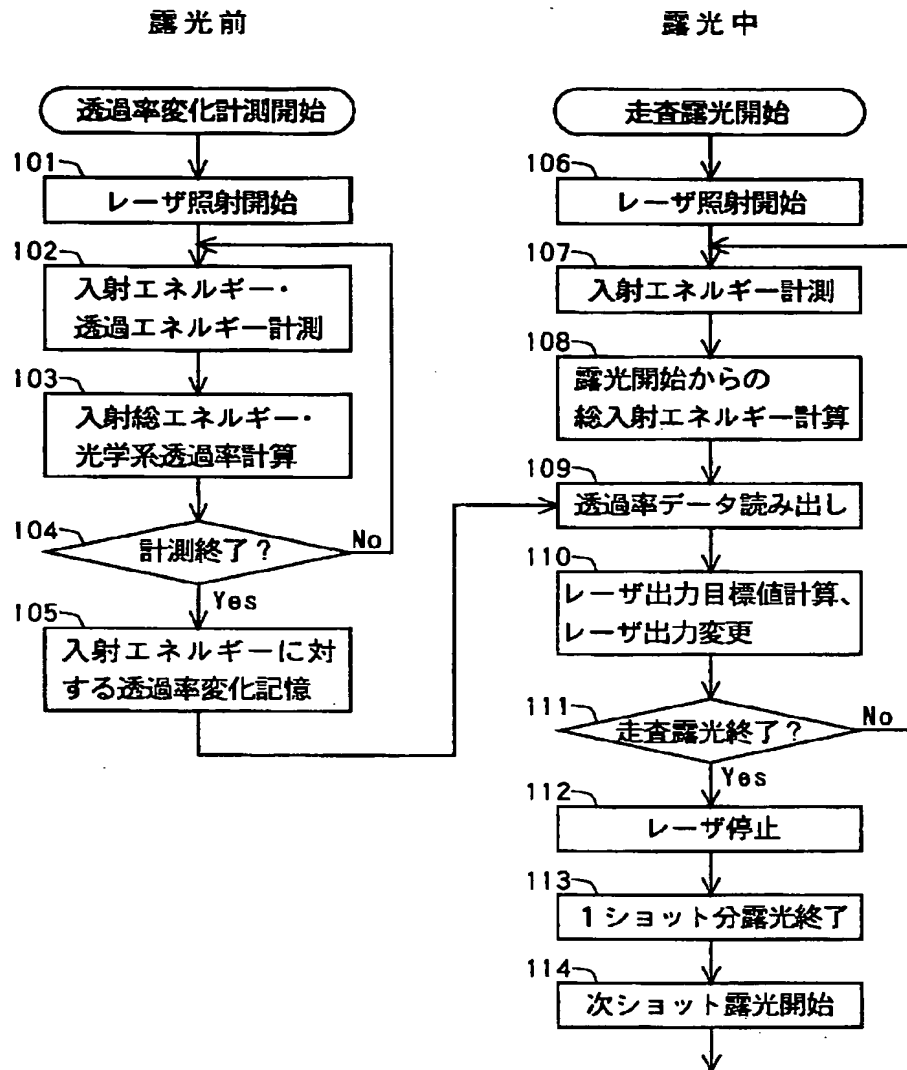 露光前
透過率変化計測開始
101
レーザ照射開始
102
入射エネルギー・
透過エネルギー計測
103
入射総エネルギー・
光学系透過率計算
104
計測終了?
No
Yes
105
入射エネルギーに対
する透過率変化記憶
露光中
走査露光開始
106
レーザ照射開始
107
入射エネルギー計測
108
露光開始からの
総入射エネルギー計算
109
透過率データ読み出し
110
レーザ出力目標値計算、
レーザ出力変更
111
走査露光終了?
No
Yes
112
レーザ停止
113
1ショット分露光終了
114
次ショット露光開始